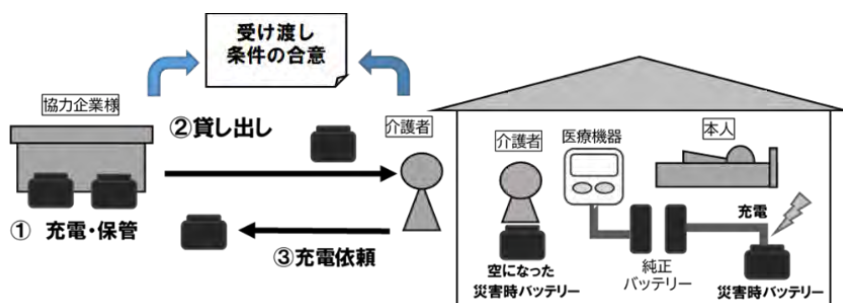 受け渡し
条件の合意
協力企業様
②貸し出し
介護者
① 充電・保管
③充電依頼
介護者
医療機器
本人
充電
空になった
災害時バッテリー
純正
バッテリー
災害時バッテリー